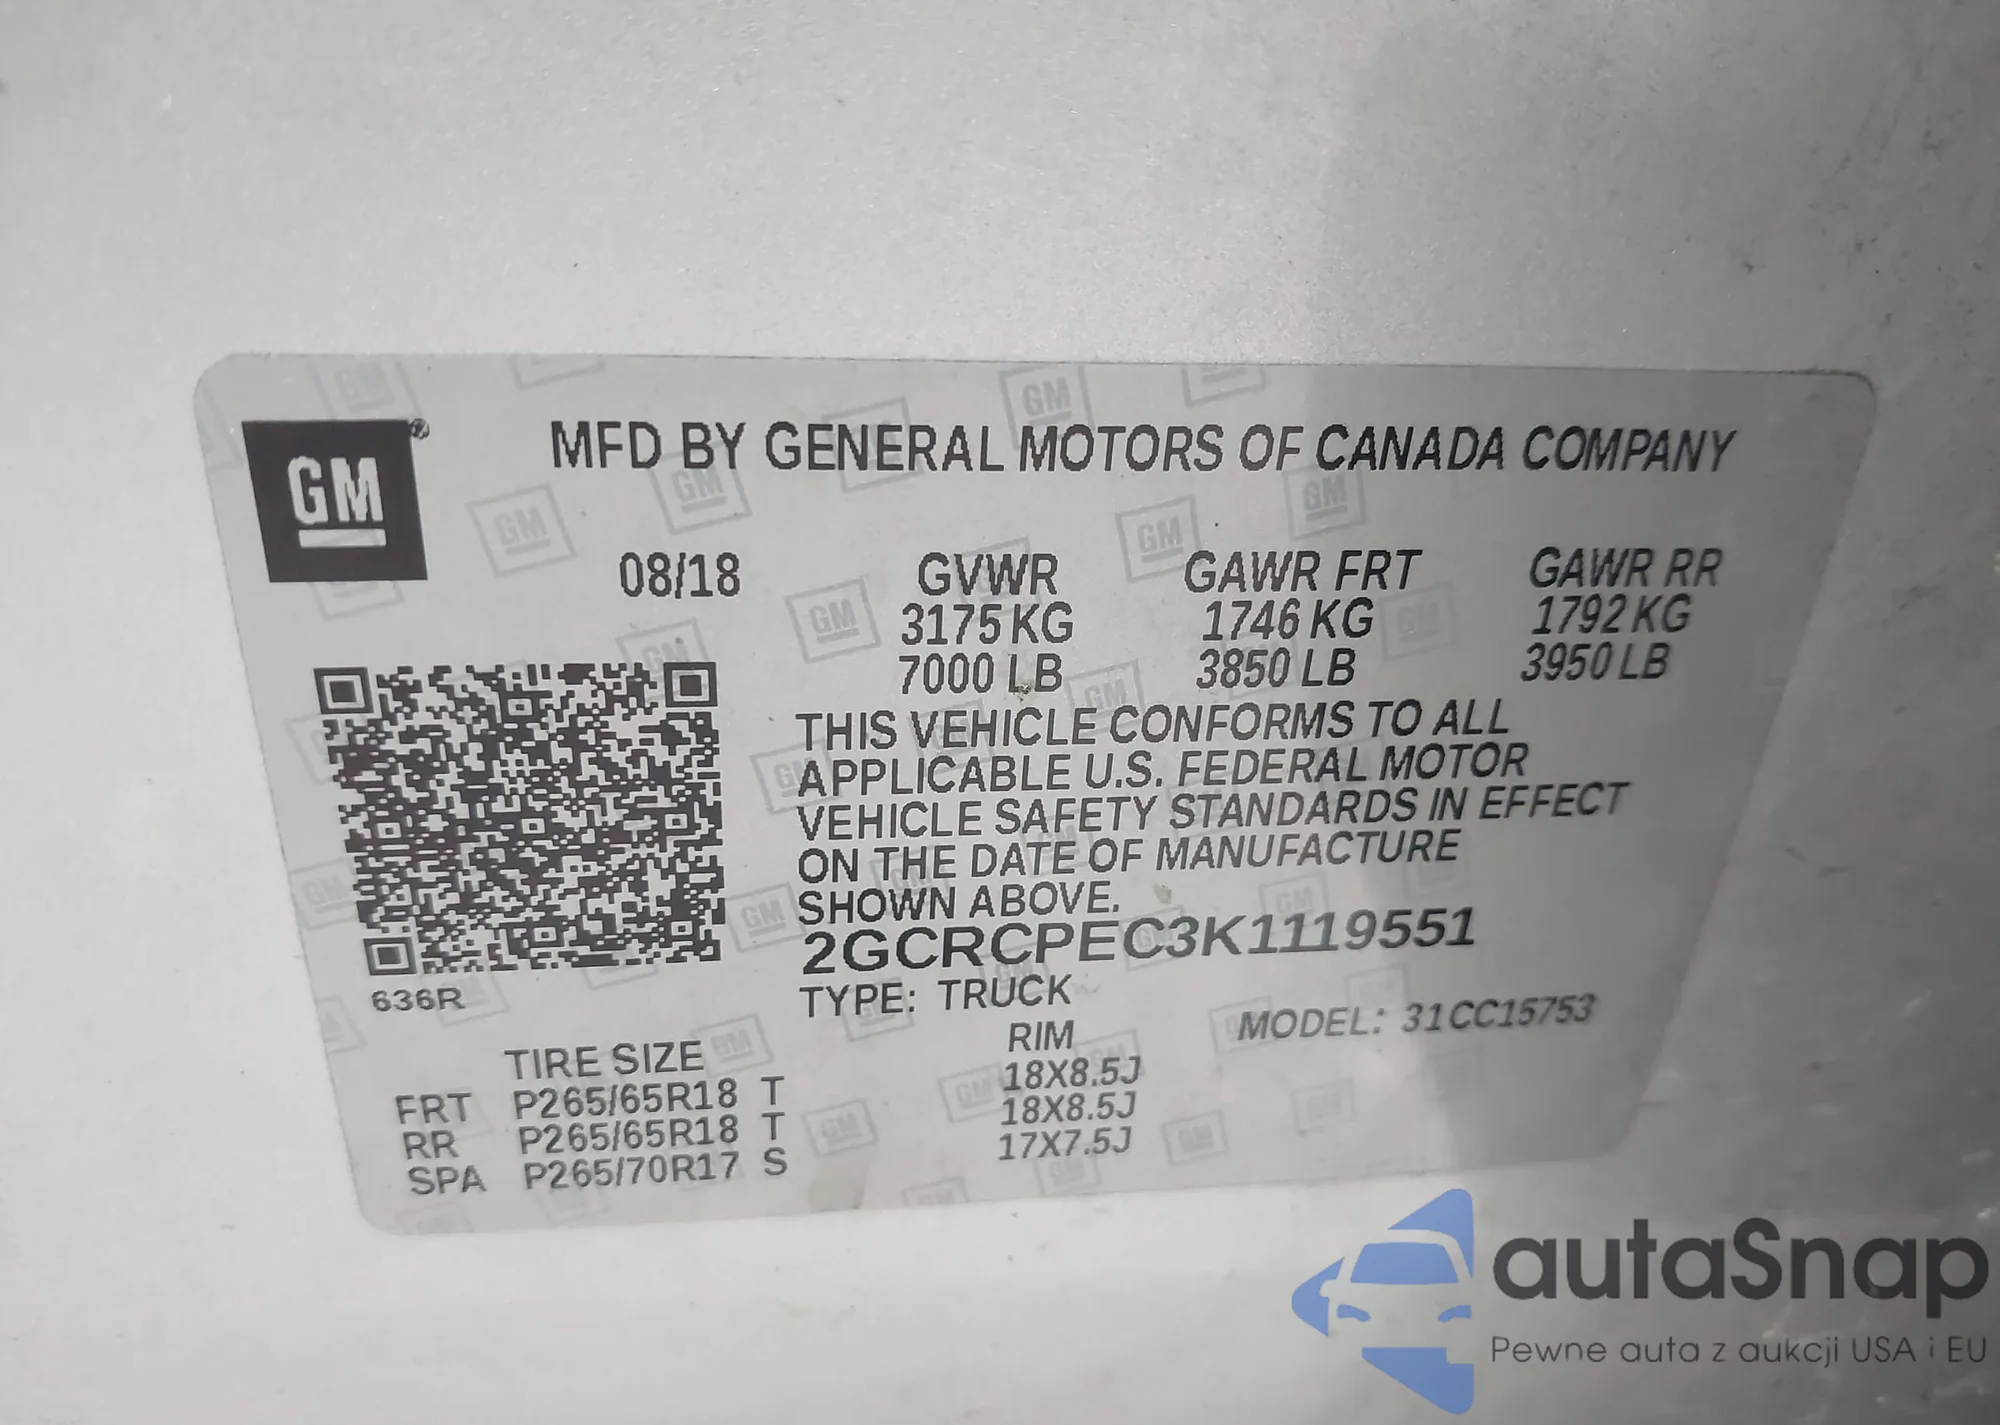 GM
MFD BY GENERAL MOTORS OF CANADA COMPANY
08/18 GVWR GAWR FRT GAWR RR
3175 KG 1746 KG 1792 KG
7000 LB 3850 LB 3950 LB
THIS VEHICLE CONFORMS TO ALL
APPLICABLE U.S. FEDERAL MOTOR
VEHICLE SAFETY STANDARDS IN EFFECT
ON THE DATE OF MANUFACTURE
SHOWN ABOVE.
2GCRCPEC3K1119551
636R
TYPE: TRUCK MODEL: 31CC15753
TIRE SIZE RIM
FRT P265/65R18 T 18X8.5J
RR P265/65R18 T 18X8.5J
SPA P265/70R17 S 17X7.5J
autaSnap
Pewne auta z aukcji USA i EU